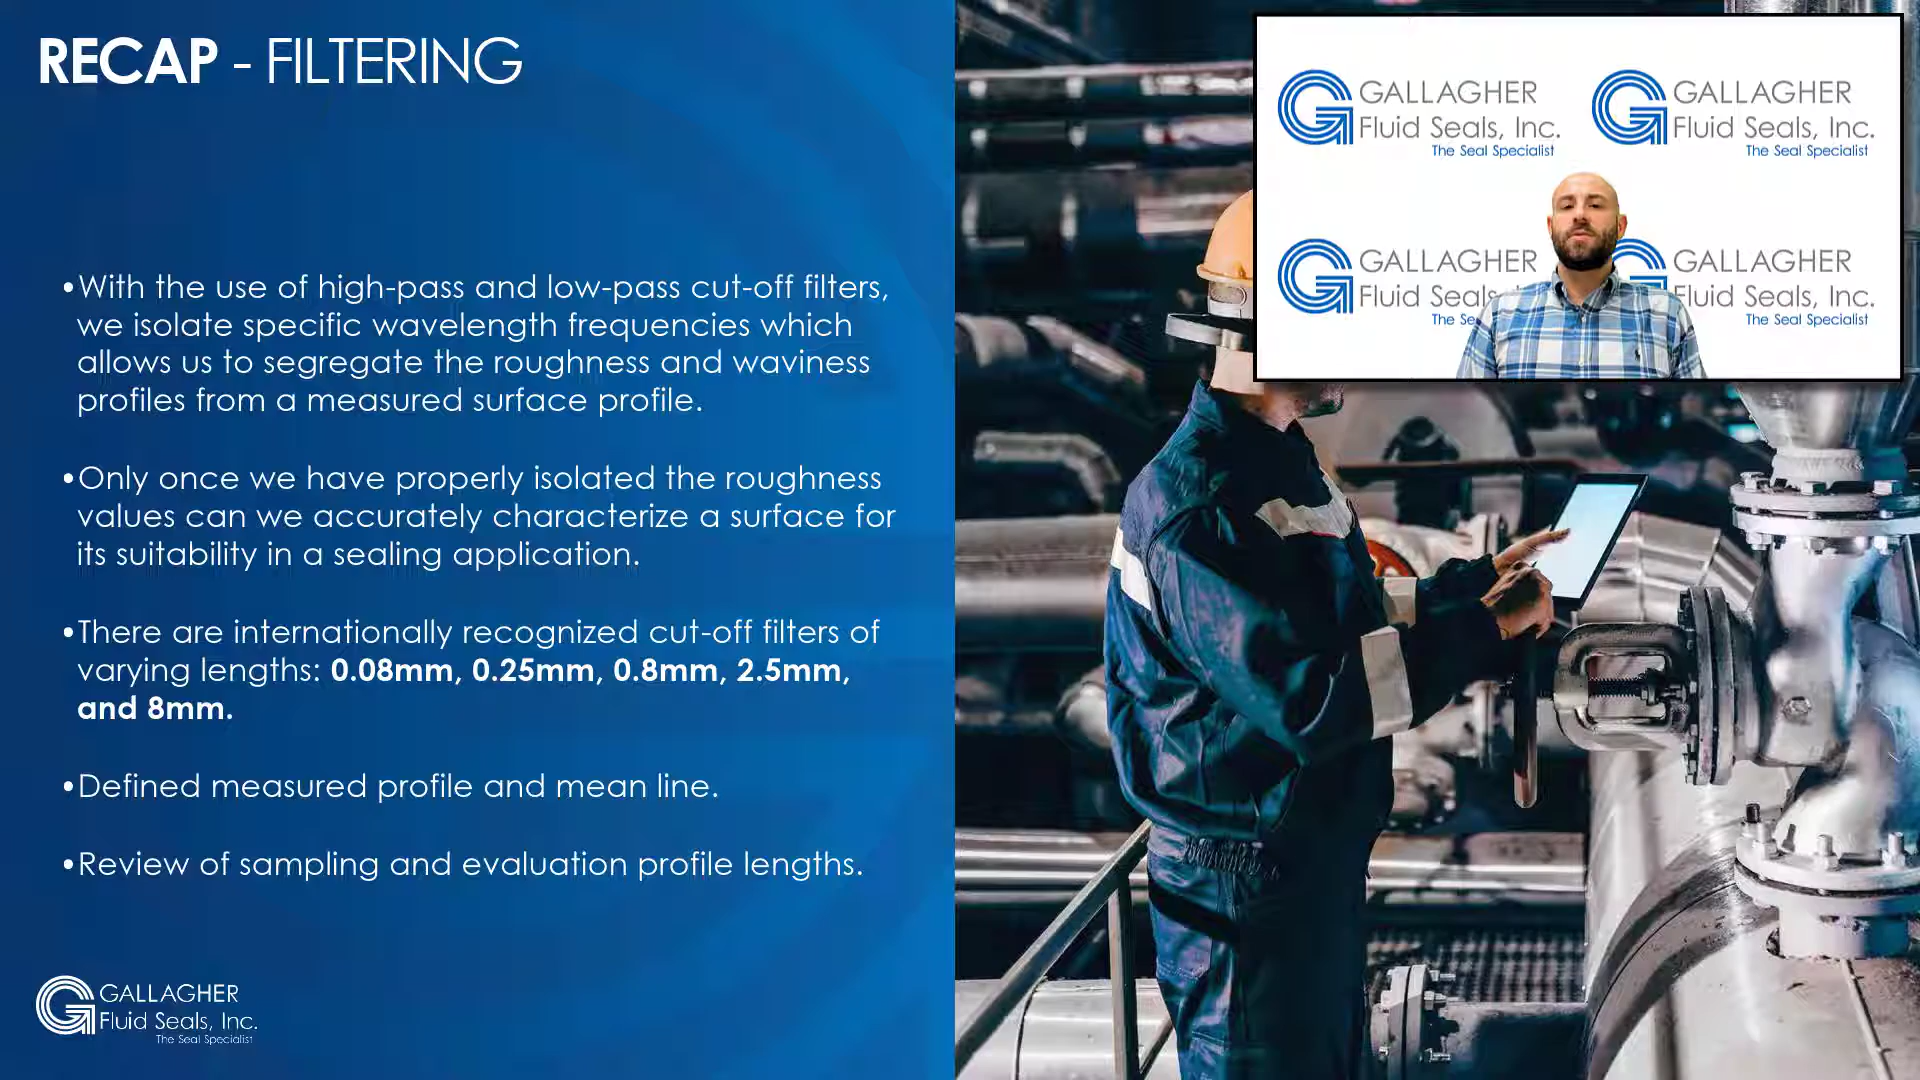 RECAP - FILTERING
•With the use of high-pass and low-pass cut-off filters,
we isolate specific wavelength frequencies which
allows us to segregate the roughness and waviness
profiles from a measured surface profile.
•Only once we have properly isolated the roughness
values can we accurately characterize a surface for
its suitability in a sealing application.
•There are internationally recognized cut-off filters of
varying lengths: 0.08mm, 0.25mm, 0.8mm, 2.5mm,
and 8mm.
•Defined measured profile and mean line.
•Review of sampling and evaluation profile lengths.
GALLAGHER
Fluid Seals, Inc.
The Seal Specialist
GALLAGHER
Fluid Seals, Inc.
The Seal Specialist
GALLAGHER
Fluid Seals, Inc.
The Seal Specialist
GALLAGHER
Fluid Seals
The Se
GALLAGHER
Fluid Seals, Inc.
The Seal Specialist